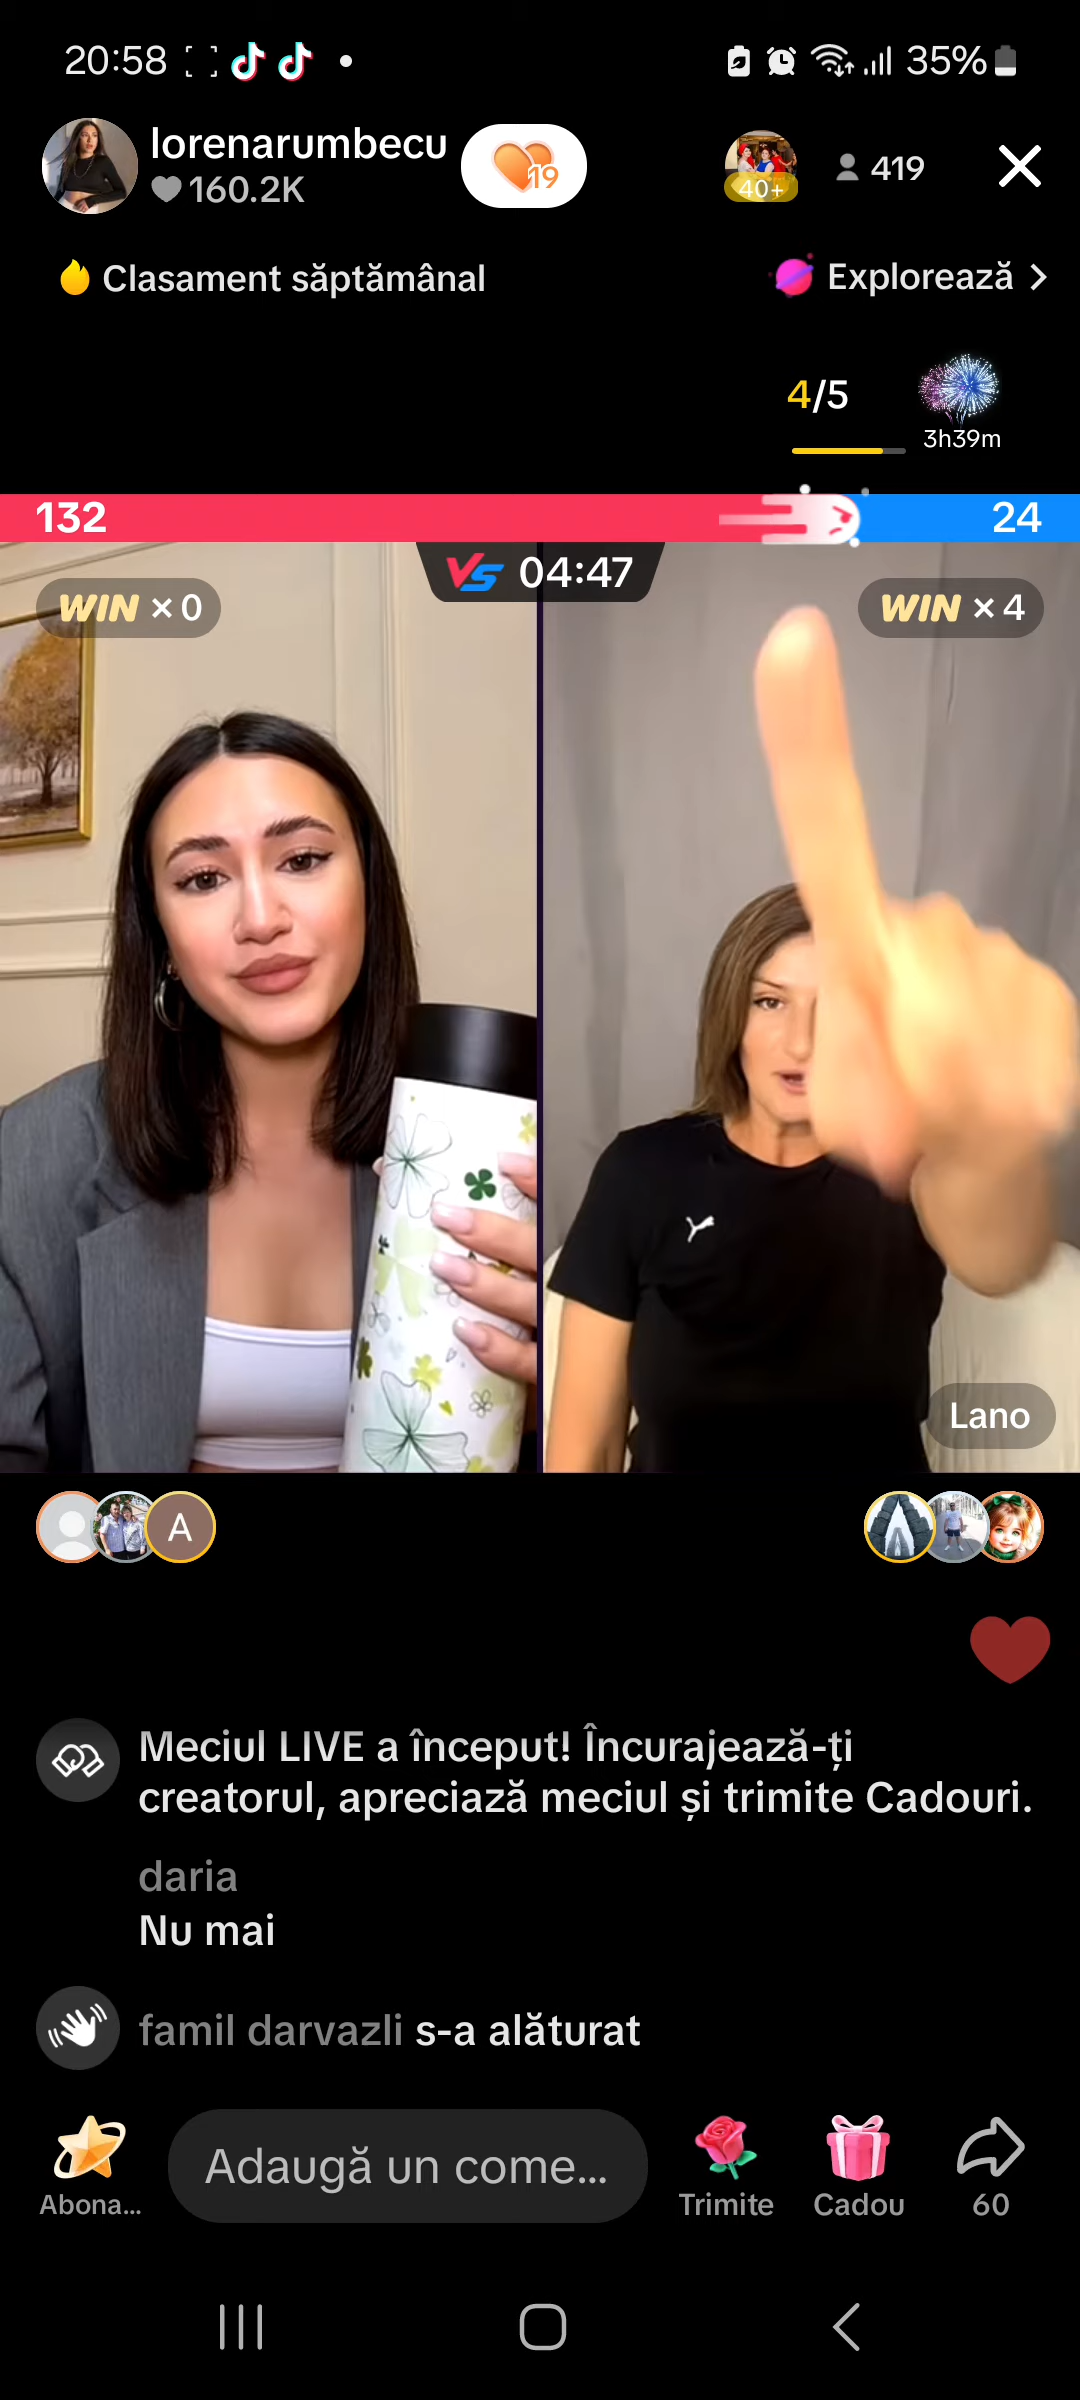 20:58
35%
lorenarumbecu
160.2K
19
40+
419
Clasament săptămânal
Explorează
4/5
3h39m
132
24
VS 04:47
WIN × 0
WIN × 4
Lano
A
Meciul LIVE a început! Încurajează-ți
creatorul, apreciază meciul și trimite Cadouri.
daria
Nu mai
famil darvazli s-a alăturat
Abona...
Adaugă un come...
Trimite
Cadou
60